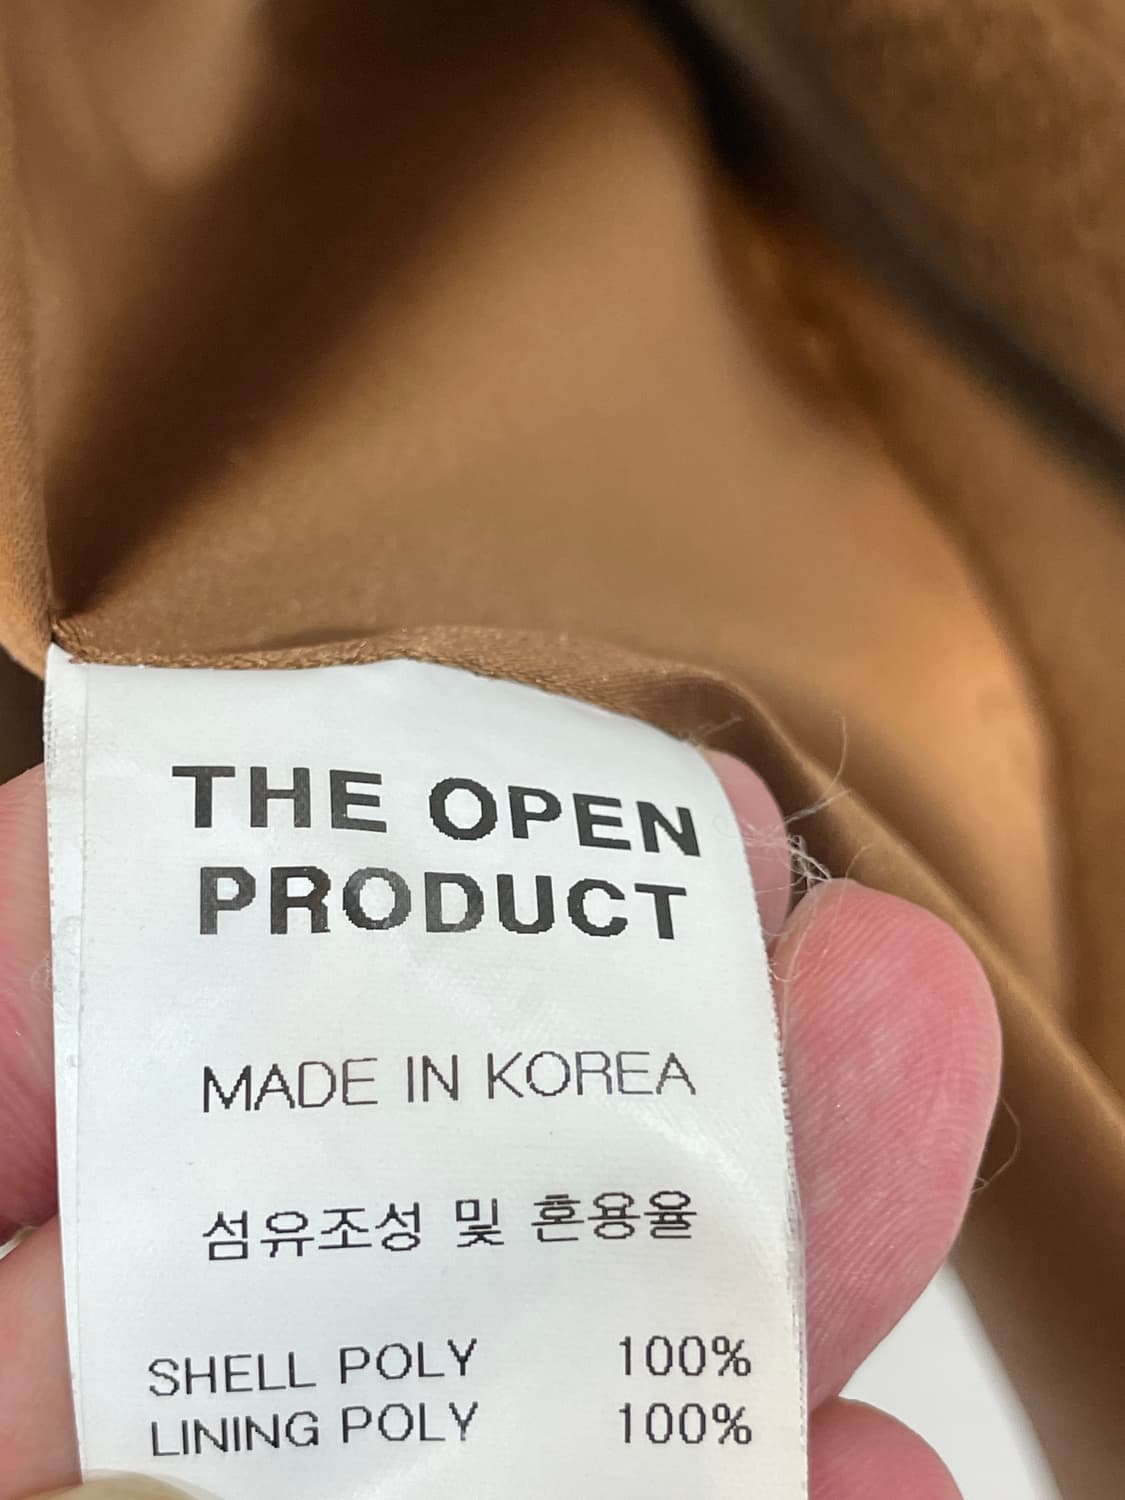 THE OPEN
PRODUCT
MADE IN KOREA
섬유조성 및 혼용율
SHELL POLY 100%
LINING POLY 100%